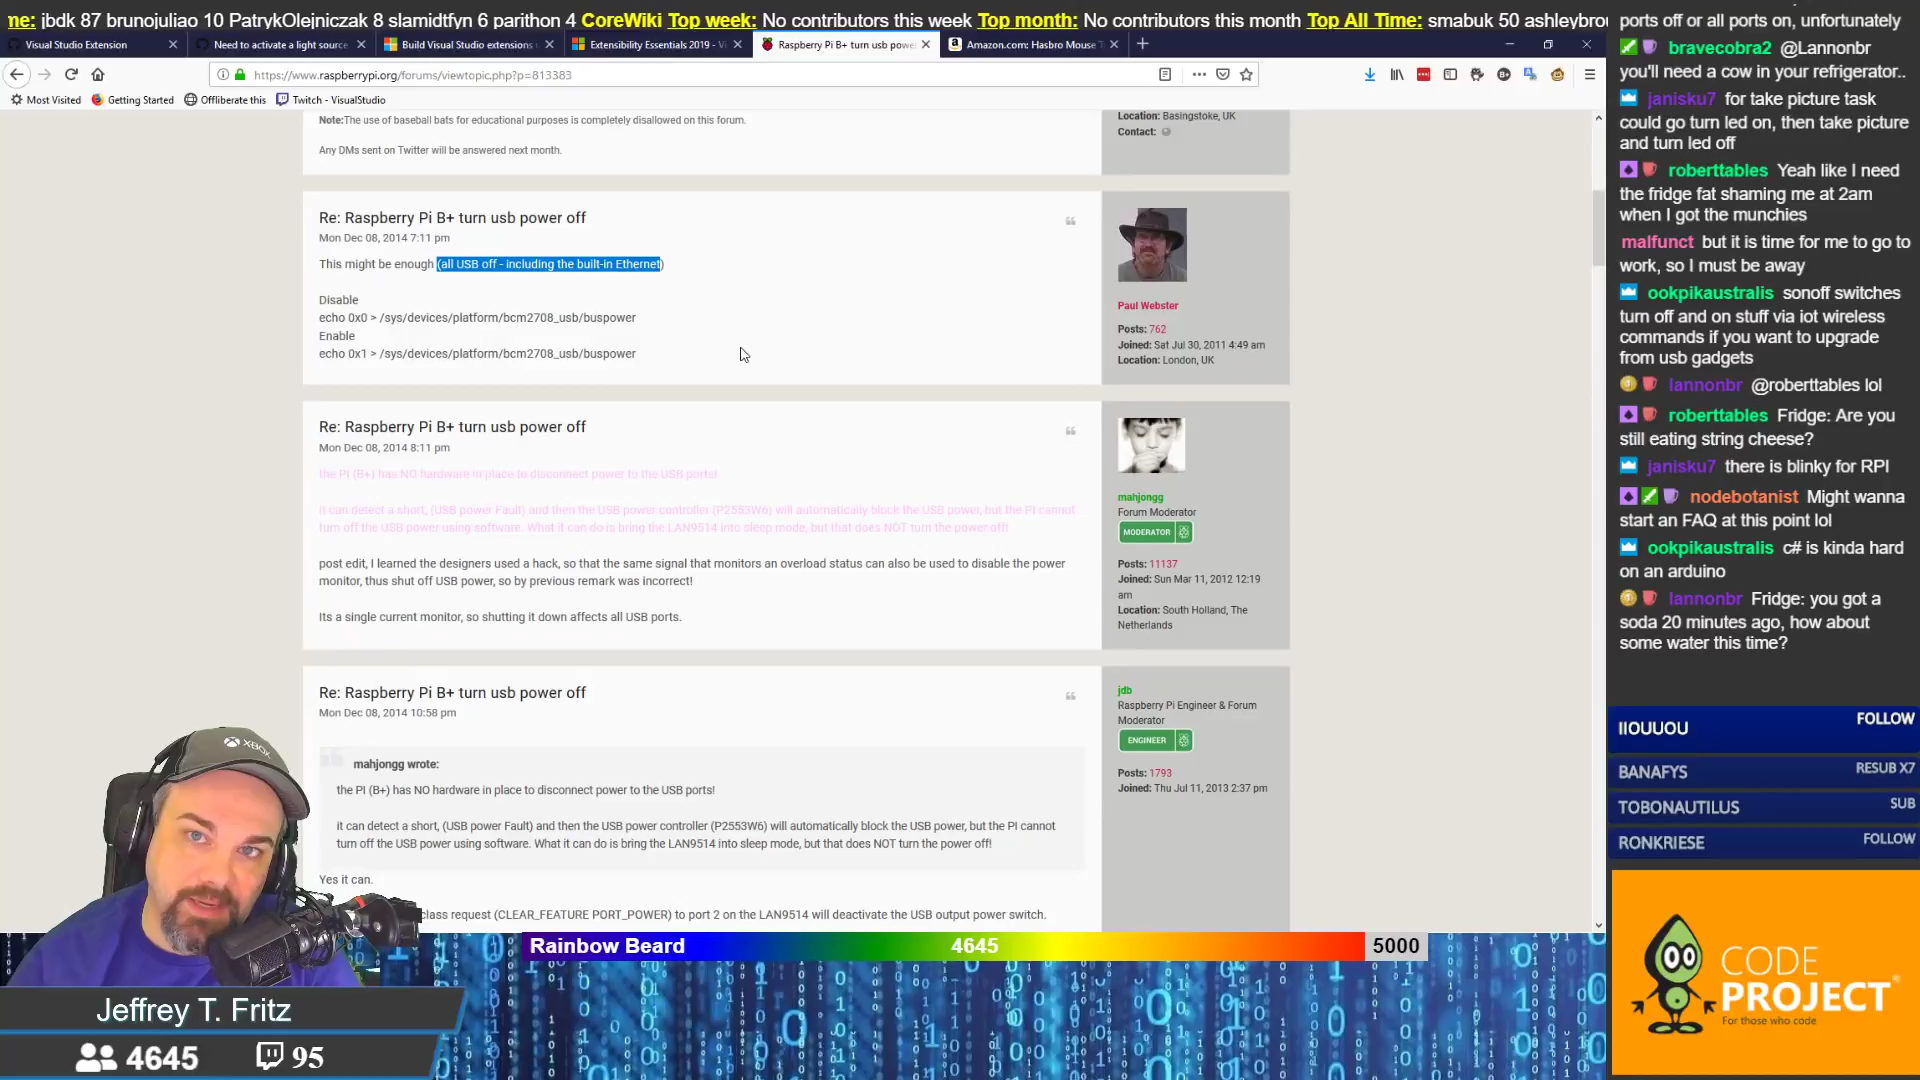 me: jbdk 87 brunojuliao 10 PatrykOlejniczak 8 slamidtfyn 6 parithon 4 CoreWiki Top week: No contributors this week Top month: No contributors this month Top All Time: smabuk 50
Visual Studio Extension
Need to activate a light source
Build Visual Studio extensions
Extensibility Essentials 2019 - Vi
Raspberry Pi B+ turn usb powe
Amazon.com: Hasbro Mouse T
https://www.raspberrypi.org/forums/viewtopic.php?p=813383
Most Visited
Getting Started
Offliberate this
Twitch - VisualStudio
Note:The use of baseball bats for educational purposes is completely disallowed on this forum.
Any DMs sent on Twitter will be answered next month.
Location: Basingstoke, UK
Contact:
Re: Raspberry Pi B+ turn usb power off
Mon Dec 08, 2014 7:11 pm
This might be enough (all USB off - including the built-in Ethernet)
Disable
echo 0x0 > /sys/devices/platform/bcm2708_usb/buspower
Enable
echo 0x1 > /sys/devices/platform/bcm2708_usb/buspower
Paul Webster
Posts: 762
Joined: Sat Jul 30, 2011 4:49 am
Location: London, UK
Re: Raspberry Pi B+ turn usb power off
Mon Dec 08, 2014 8:11 pm
the PI (B+) has NO hardware in place to disconnect power to the USB ports!
it can detect a short, (USB power Fault) and then the USB power controller (P2553W6) will automatically block the USB power, but the PI cannot
turn off the USB power using software. What it can do is bring the LAN9514 into sleep mode, but that does NOT turn the power off!
post edit, I learned the designers used a hack, so that the same signal that monitors an overload status can also be used to disable the power
monitor, thus shut off USB power, so by previous remark was incorrect!
Its a single current monitor, so shutting it down affects all USB ports.
mahjongg
Forum Moderator
MODERATOR
Posts: 11137
Joined: Sun Mar 11, 2012 12:19
am
Location: South Holland, The
Netherlands
Re: Raspberry Pi B+ turn usb power off
Mon Dec 08, 2014 10:58 pm
mahjongg wrote:
the PI (B+) has NO hardware in place to disconnect power to the USB ports!
it can detect a short, (USB power Fault) and then the USB power controller (P2553W6) will automatically block the USB power, but the PI cannot
turn off the USB power using software. What it can do is bring the LAN9514 into sleep mode, but that does NOT turn the power off!
Yes it can.
class request (CLEAR_FEATURE PORT_POWER) to port 2 on the LAN9514 will deactivate the USB output power switch.
jdb
Raspberry Pi Engineer & Forum
Moderator
ENGINEER
Posts: 1793
Joined: Thu Jul 11, 2013 2:37 pm
ports off or all ports on, unfortunately
bravecobra2 @Lannonbr
you'll need a cow in your refrigerator..
janisku7 for take picture task
could go turn led on, then take picture
and turn led off
roberttables Yeah like I need
the fridge fat shaming me at 2am
when I got the munchies
malfunct but it is time for me to go to
work, so I must be away
ookpikaustralis sonoff switches
turn off and on stuff via iot wireless
commands if you want to upgrade
from usb gadgets
lannonbr @roberttables lol
roberttables Fridge: Are you
still eating string cheese?
janisku7 there is blinky for RPI
nodebotanist Might wanna
start an FAQ at this point lol
ookpikaustralis c# is kinda hard
on an arduino
lannonbr Fridge: you got a
soda 20 minutes ago, how about
some water this time?
IIOUUOU FOLLOW
BANAFYS RESUB X7
TOBONAUTILUS SUB
RONKRIESE FOLLOW
XBOX
Rainbow Beard 4645 5000
Jeffrey T. Fritz
4645 95
CODE
PROJECT
For those who code